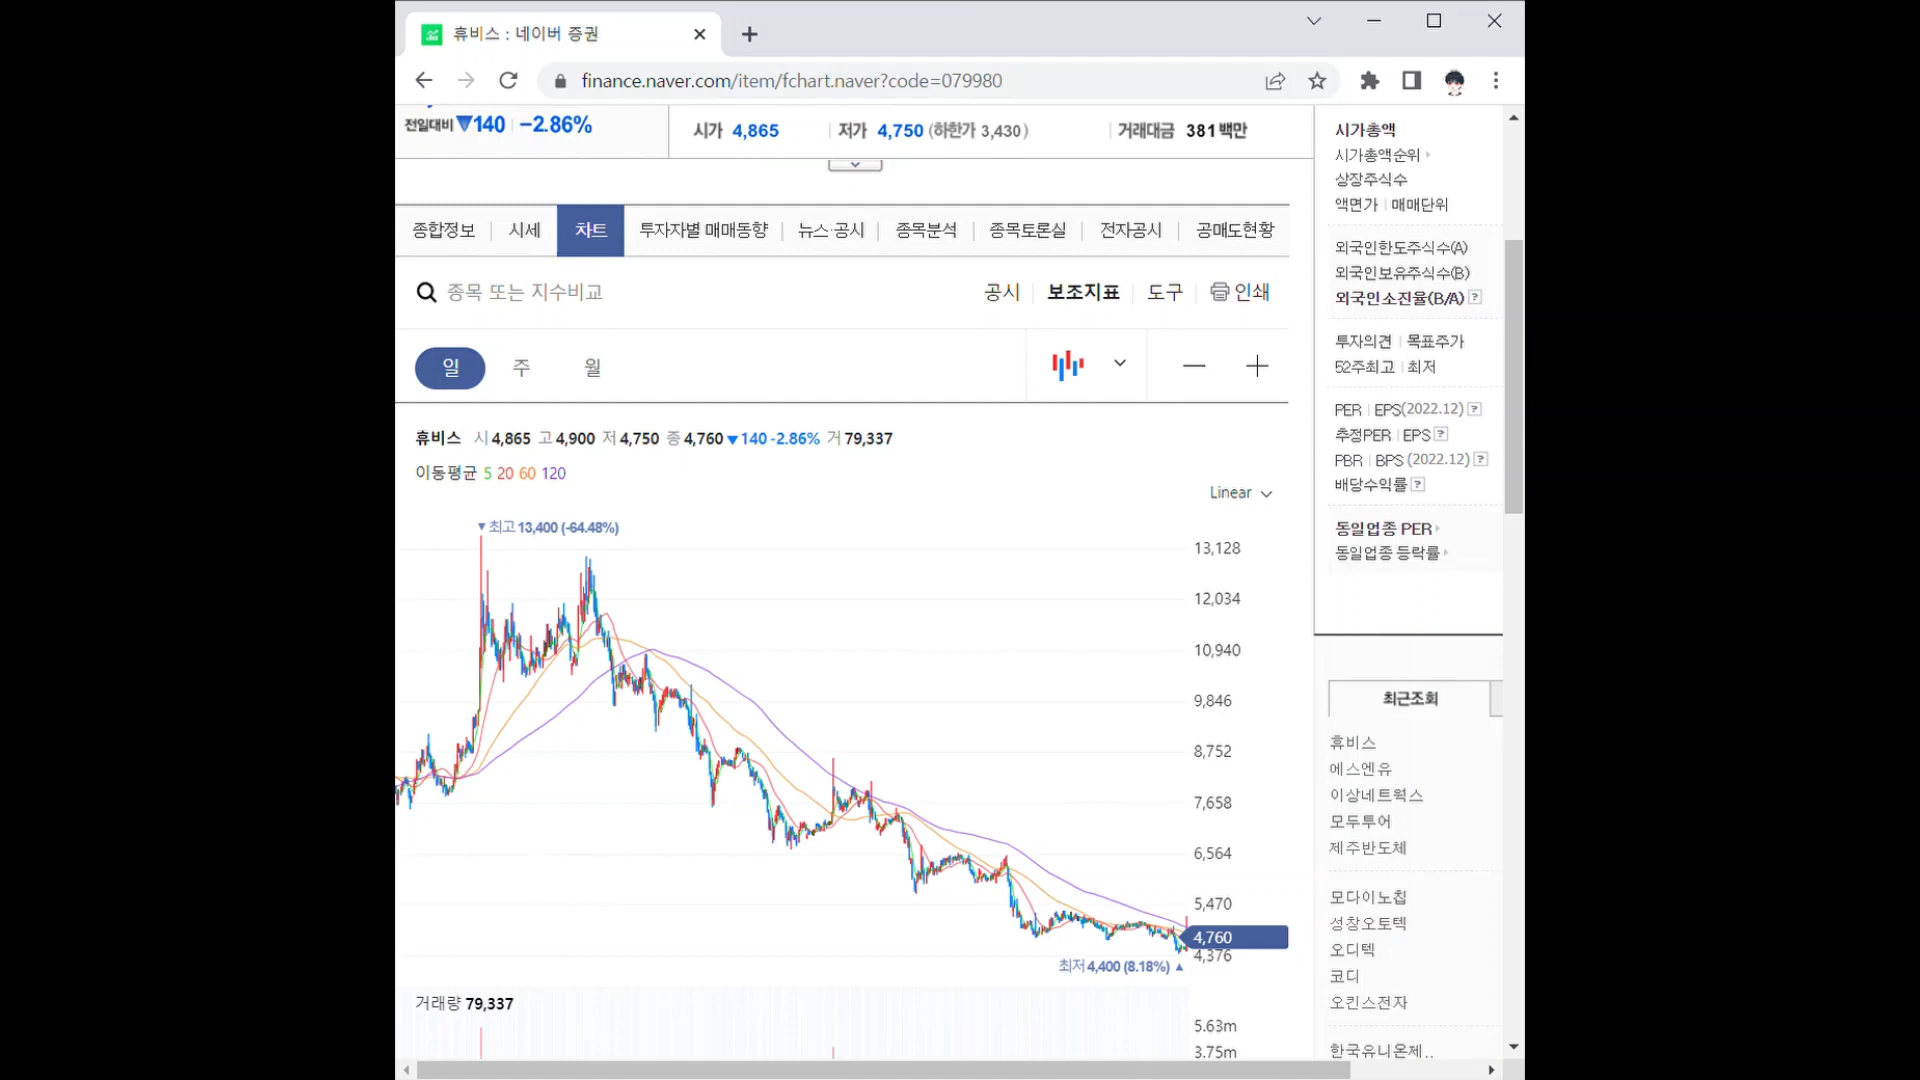 휴비스 : 네이버 증권
finance.naver.com/item/fchart.naver?code=079980
전일대비 ▼140 | −2.86%
시가 4,865
저가 4,750 (하한가 3,430)
거래대금 381 백만
종합정보 시세 차트 투자자별 매매동향 뉴스·공시 종목분석 종목토론실 전자공시 공매도현황
종목 또는 지수비교
공시 보조지표 도구 인쇄
일 주 월
휴비스 시 4,865 고 4,900 저 4,750 종 4,760 ▼ 140 -2.86% 거 79,337
이동평균 5 20 60 120
Linear
▼ 최고 13,400 (-64.48%)
13,128
12,034
10,940
9,846
8,752
7,658
6,564
5,470
4,760
4,376
최저 4,400 (8.18%) ▲
거래량 79,337
5.63m
3.75m
시가총액
시가총액순위
상장주식수
액면가 | 매매단위
외국인한도주식수(A)
외국인보유주식수(B)
외국인소진율(B/A) ?
투자의견 | 목표주가
52주최고 | 최저
PER | EPS(2022.12) ?
추정PER | EPS ?
PBR | BPS (2022.12) ?
배당수익률 ?
동일업종 PER
동일업종 등락률
최근조회
휴비스
에스엔유
이상네트웍스
모두투어
제주반도체
모다이노칩
성창오토텍
오디텍
코디
오킨스전자
한국유니온제..